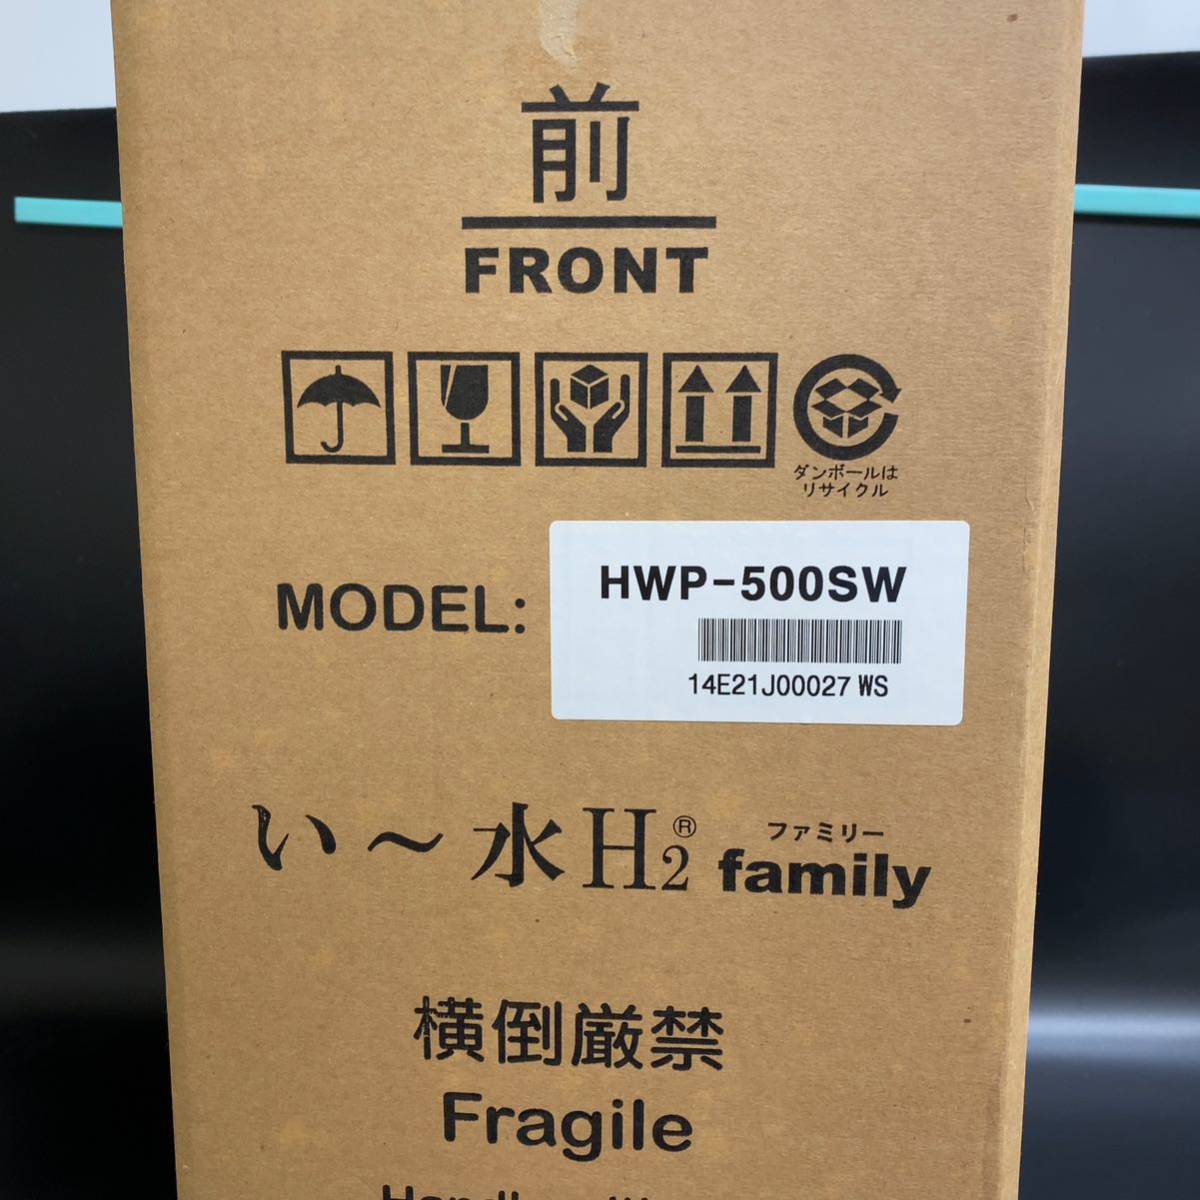 前
FRONT
ダンボールは
リサイクル
MODEL:
HWP-500SW
14E21J00027 WS
い〜水H2® ファミリー
family
横倒厳禁
Fragile